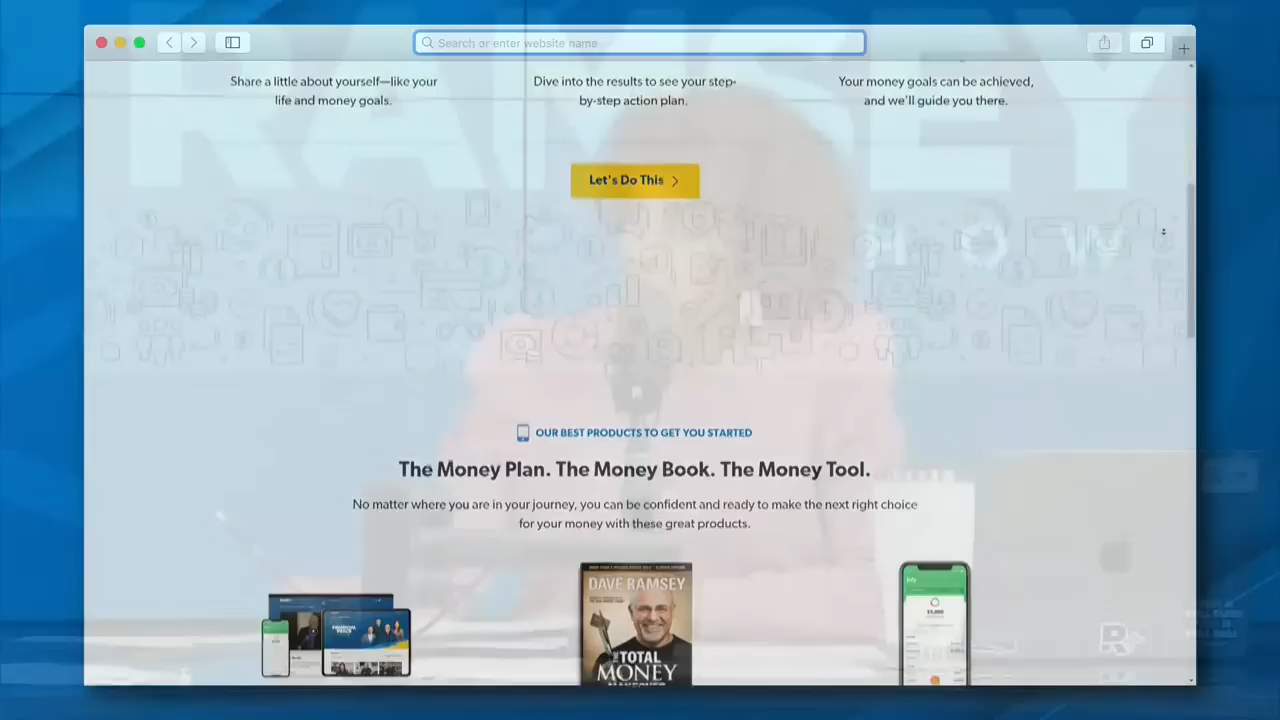 RAMSEY
Search or enter website name
Share a little about yourself—like your
life and money goals.
Dive into the results to see your step-
by-step action plan.
Your money goals can be achieved,
and we'll guide you there.
Let's Do This
OUR BEST PRODUCTS TO GET YOU STARTED
The Money Plan. The Money Book. The Money Tool.
No matter where you are in your journey, you can be confident and ready to make the next right choice
for your money with these great products.
DAVE RAMSEY
THE
TOTAL
MONEY
FINANCIAL
PEACE